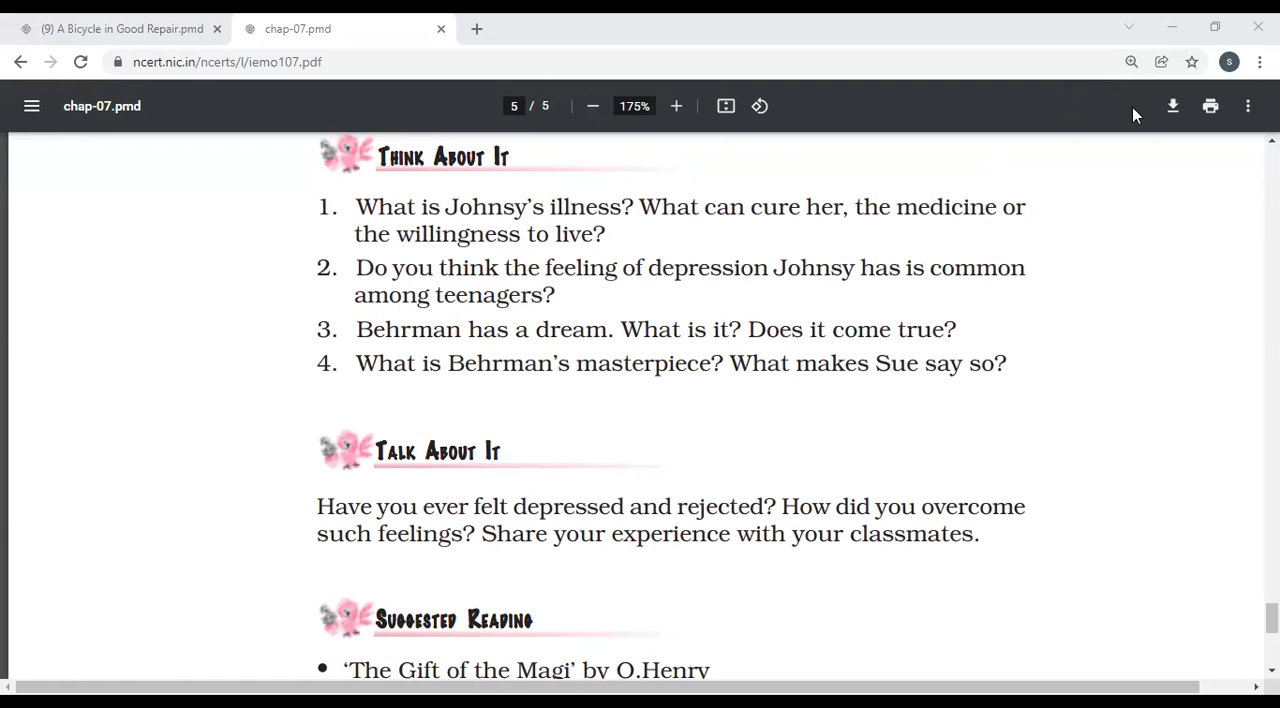 (9) A Bicycle in Good Repair.pmd
chap-07.pmd
ncert.nic.in/ncerts/l/iemo107.pdf
S
chap-07.pmd
5 / 5
175%
Think About It
1. What is Johnsy's illness? What can cure her, the medicine or
the willingness to live?
2. Do you think the feeling of depression Johnsy has is common
among teenagers?
3. Behrman has a dream. What is it? Does it come true?
4. What is Behrman's masterpiece? What makes Sue say so?
Talk About It
Have you ever felt depressed and rejected? How did you overcome
such feelings? Share your experience with your classmates.
Suggested Reading
• 'The Gift of the Magi' by O.Henry